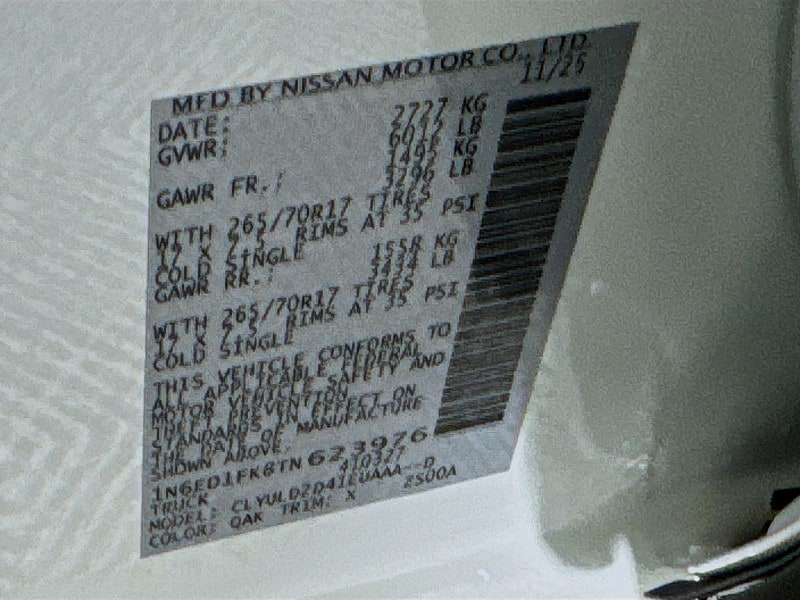 MFD BY NISSAN MOTOR CO., LTD.
DATE: 11/25
GVWR: 2727 KG
6012 LB
GAWR FR.: 1495 KG
3296 LB
WITH 265/70R17 TIRES
17 X 7.5 RIMS AT 35 PSI
COLD SINGLE
GAWR RR.: 1558 KG
3434 LB
WITH 265/70R17 TIRES
17 X 7.5 RIMS AT 35 PSI
COLD SINGLE
THIS VEHICLE CONFORMS TO
ALL APPLICABLE FEDERAL
MOTOR VEHICLE SAFETY AND
THEFT PREVENTION
STANDARDS IN EFFECT ON
THE DATE OF MANUFACTURE
SHOWN ABOVE.
1N6ED1FK8TN623976
TRUCK 410327
MODEL: CLYULD2D41EUAAA--D
COLOR: QAK TRIM: X 2S00A